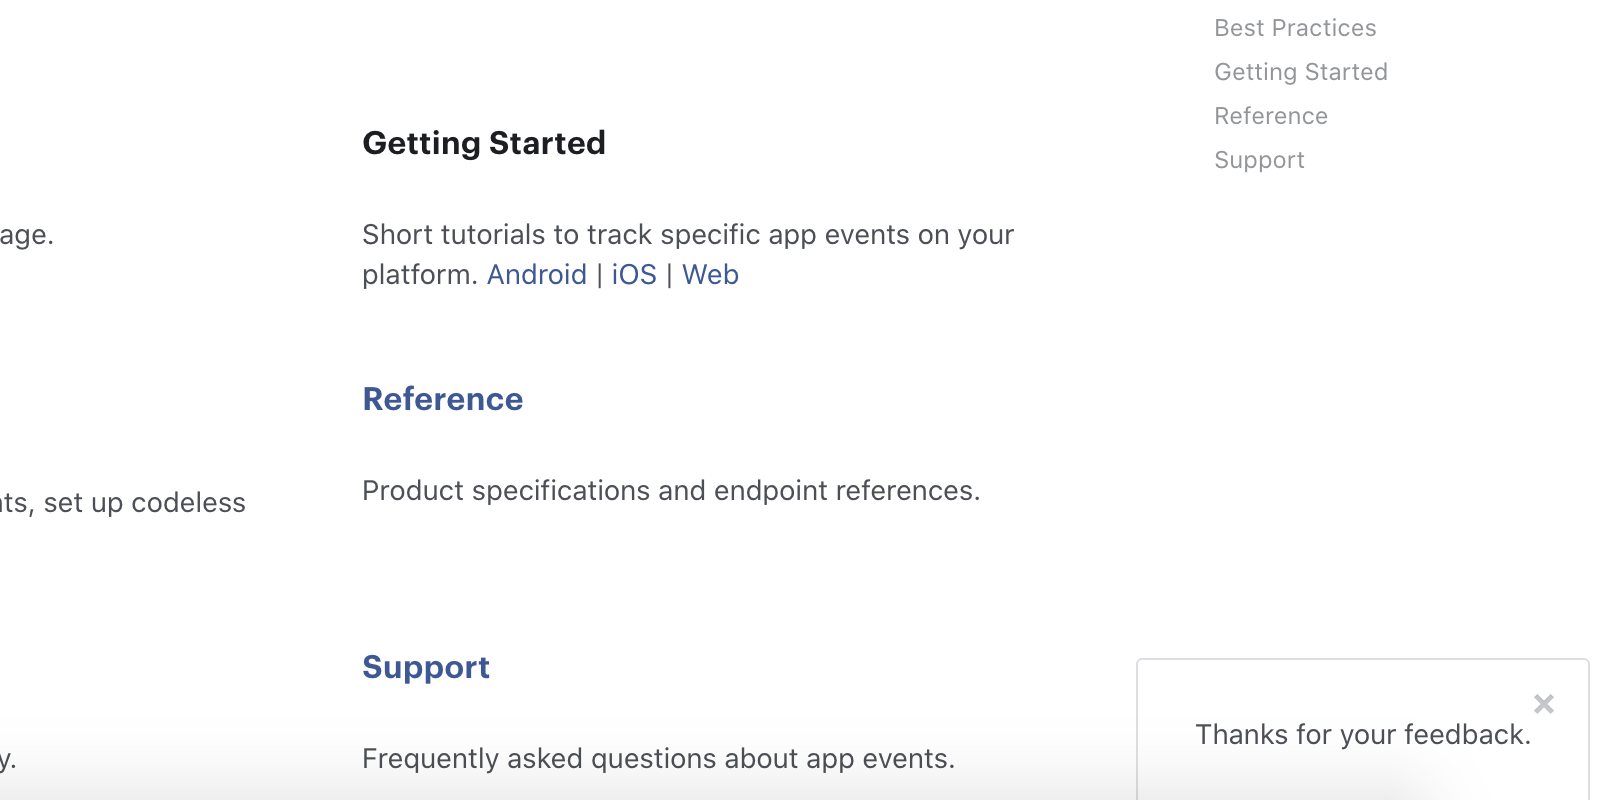 Best Practices
Getting Started
Reference
Support
Getting Started
age.
Short tutorials to track specific app events on your
platform. Android | iOS | Web
Reference
Product specifications and endpoint references.
ts, set up codeless
Support
Frequently asked questions about app events.
y.
Thanks for your feedback.